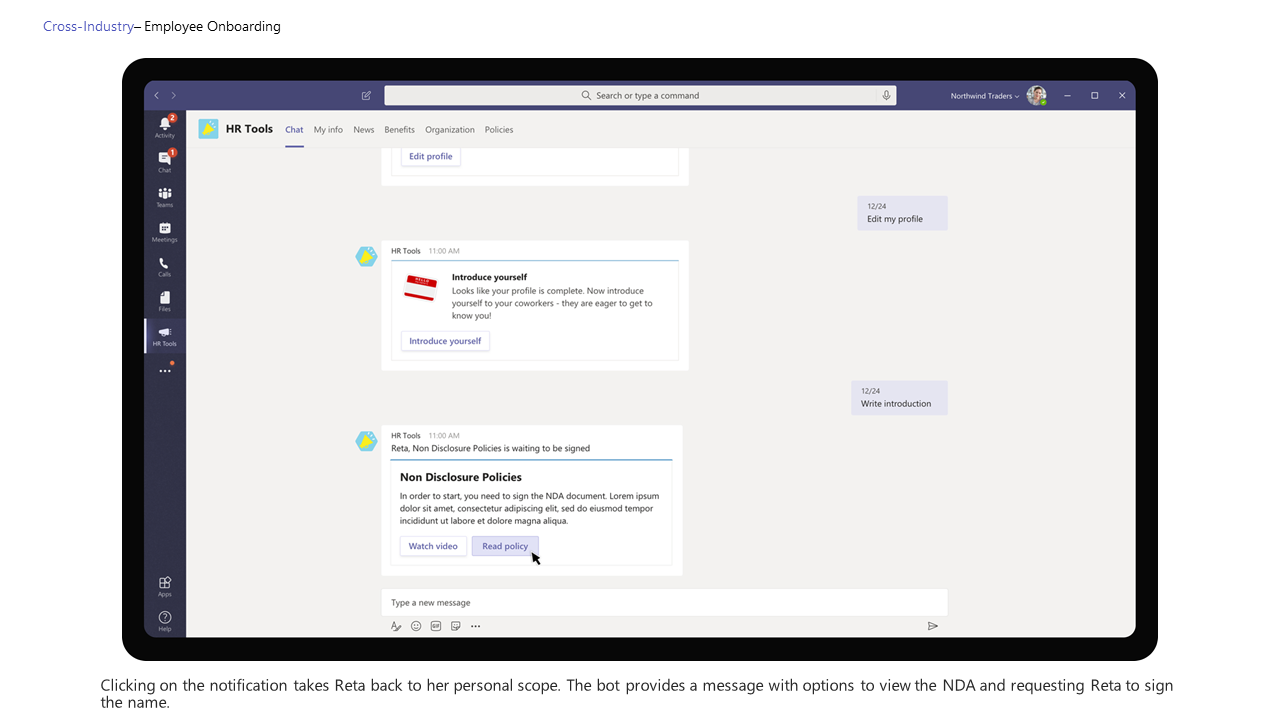 Cross-Industry– Employee Onboarding
Search or type a command
Northwind Traders
2
Activity
1
Chat
Teams
Meetings
Calls
Files
HR Tools
Apps
Help
HR Tools Chat My info News Benefits Organization Policies
Edit profile
12/24
Edit my profile
HR Tools 11:00 AM
HELLO
Introduce yourself
Looks like your profile is complete. Now introduce
yourself to your coworkers - they are eager to get to
know you!
Introduce yourself
12/24
Write introduction
HR Tools 11:00 AM
Reta, Non Disclosure Policies is waiting to be signed
Non Disclosure Policies
In order to start, you need to sign the NDA document. Lorem ipsum
dolor sit amet, consectetur adipiscing elit, sed do eiusmod tempor
incididunt ut labore et dolore magna aliqua.
Watch video Read policy
Type a new message
GIF
Clicking on the notification takes Reta back to her personal scope. The bot provides a message with options to view the NDA and requesting Reta to sign
the name.